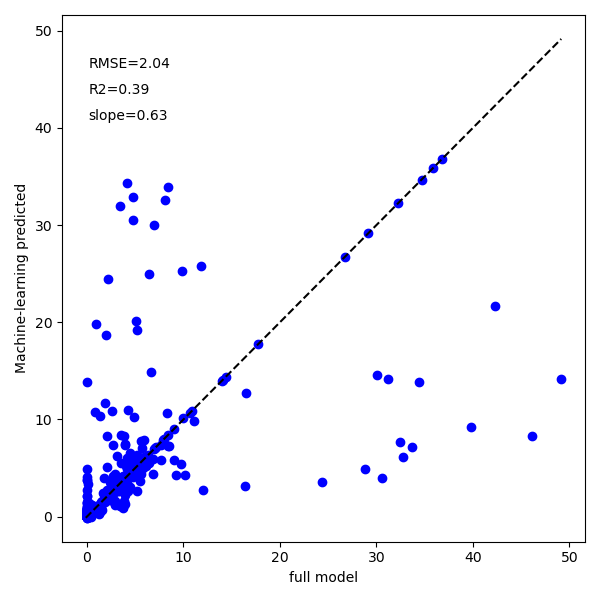 RMSE=2.04
R2=0.39
slope=0.63
Machine-learning predicted
50
40
30
20
10
0
0 10 20 30 40 50
full model